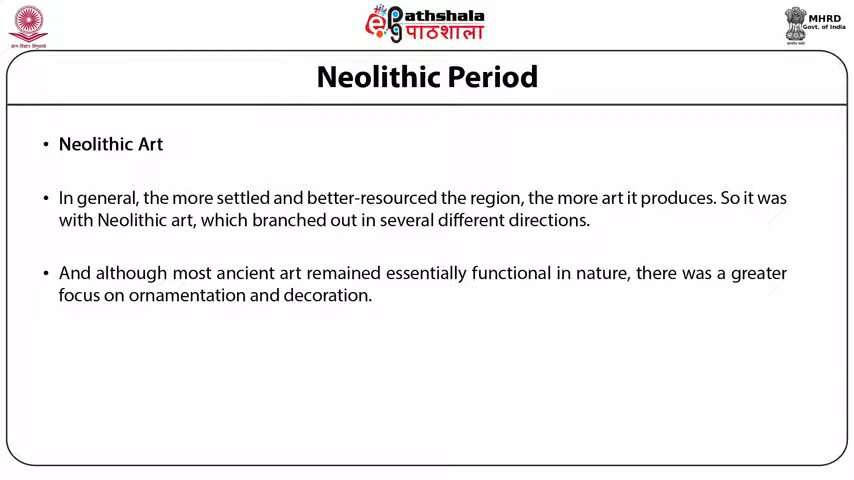 Pathshala
पाठशाला
MHRD
Govt. of India
Neolithic Period
• Neolithic Art
• In general, the more settled and better-resourced the region, the more art it produces. So it was
with Neolithic art, which branched out in several different directions.
• And although most ancient art remained essentially functional in nature, there was a greater
focus on ornamentation and decoration.